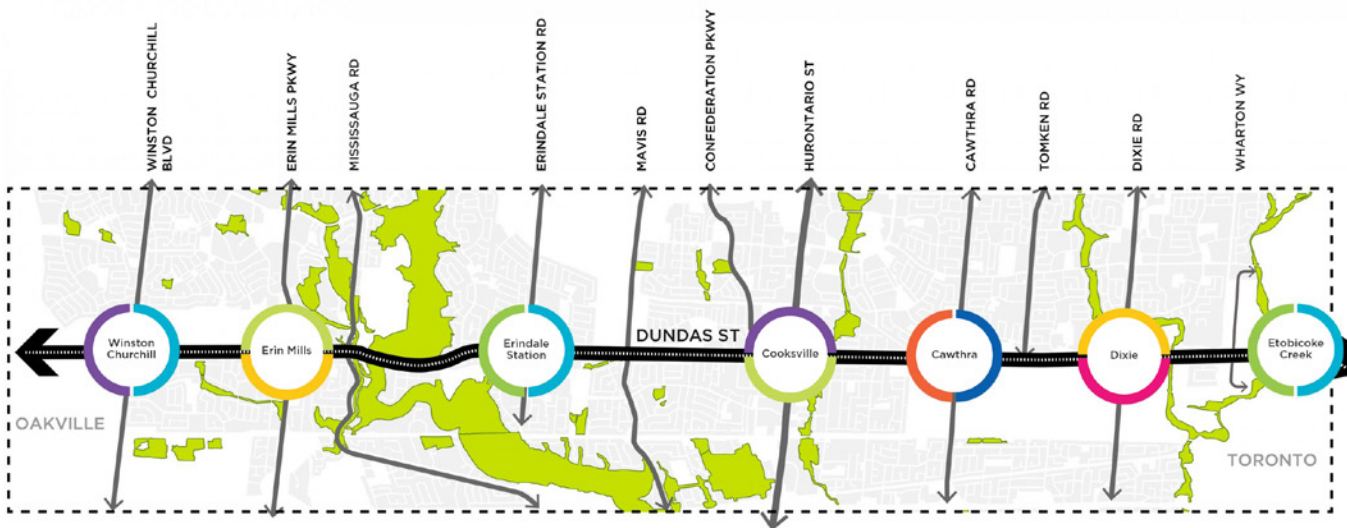 WINSTON CHURCHILL
BLVD
ERIN MILLS PKWY
MISSISSAUGA RD
ERINDALE STATION RD
MAVIS RD
CONFEDERATION PKWY
HURONTARIO ST
CAWTHRA RD
TOMKEN RD
DIXIE RD
WHARTON WY
DUNDAS ST
Winston
Churchill
Erin Mills
Erindale
Station
Cooksville
Cawthra
Dixie
Etobicoke
Creek
OAKVILLE
TORONTO